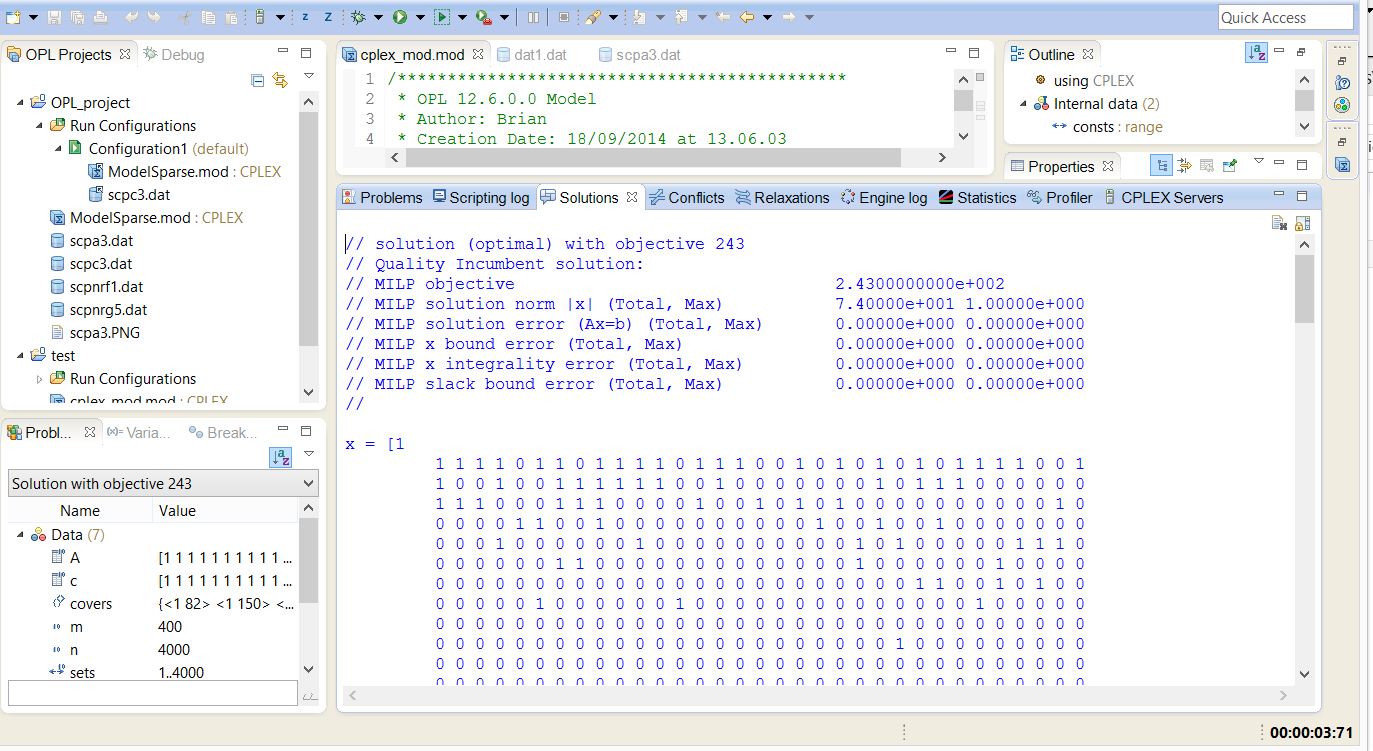 Quick Access
OPL Projects
Debug
OPL_project
Run Configurations
Configuration1 (default)
ModelSparse.mod : CPLEX
scpc3.dat
ModelSparse.mod : CPLEX
scpa3.dat
scpc3.dat
scpnrf1.dat
scpnrg5.dat
scpa3.PNG
test
Run Configurations
cplex_mod.mod : CPLEX
cplex_mod.mod
dat1.dat
scpa3.dat
1 /*********************************************
2 * OPL 12.6.0.0 Model
3 * Author: Brian
4 * Creation Date: 18/09/2014 at 13.06.03
Outline
using CPLEX
Internal data (2)
consts : range
Properties
Probl...
(x)= Varia...
Break...
Solution with objective 243
Name Value
Data (7)
A [1 1 1 1 1 1 1 1 1 1 ...
c [1 1 1 1 1 1 1 1 1 1 ...
covers {<1 82> <1 150> <...
m 400
n 4000
sets 1..4000
Problems
Scripting log
Solutions
Conflicts
Relaxations
Engine log
Statistics
Profiler
CPLEX Servers
// solution (optimal) with objective 243
// Quality Incumbent solution:
// MILP objective 2.4300000000e+002
// MILP solution norm |x| (Total, Max) 7.40000e+001 1.00000e+000
// MILP solution error (Ax=b) (Total, Max) 0.00000e+000 0.00000e+000
// MILP x bound error (Total, Max) 0.00000e+000 0.00000e+000
// MILP x integrality error (Total, Max) 0.00000e+000 0.00000e+000
// MILP slack bound error (Total, Max) 0.00000e+000 0.00000e+000
//
x = [1
1 1 1 1 0 1 1 0 1 1 1 1 0 1 1 1 0 0 1 0 1 0 1 0 1 0 1 1 1 1 0 0 1
1 0 0 1 0 0 1 1 1 1 1 1 0 0 1 0 0 0 0 0 0 0 1 0 1 1 1 0 0 0 0 0 0
1 1 1 0 0 0 1 1 1 0 0 0 0 1 0 0 1 0 1 0 1 0 0 0 0 0 0 0 0 0 0 1 0
0 0 0 0 1 1 0 0 1 0 0 0 0 0 0 0 0 0 0 1 0 0 1 0 0 1 0 0 0 0 0 0 0
0 0 0 1 0 0 0 0 0 0 1 0 0 0 0 0 0 0 0 0 0 1 0 1 0 0 0 0 0 1 1 1 0
0 0 0 0 0 0 1 1 0 0 0 0 0 0 0 0 0 0 0 0 0 1 0 0 0 0 0 0 1 0 0 0 0
0 0 0 0 0 0 0 0 0 0 0 0 0 0 0 0 0 0 0 0 0 0 0 0 1 1 0 0 1 0 1 0 0
0 0 0 0 0 1 0 0 0 0 0 0 1 0 0 0 0 0 0 0 0 0 0 0 0 0 0 1 0 0 0 0 0
0 0 0 0 0 0 0 0 0 0 0 0 0 0 0 0 0 0 0 0 0 0 0 0 0 0 0 0 0 0 0 0 0
0 0 0 0 0 0 0 0 0 0 0 0 0 0 0 0 0 0 0 0 0 0 0 1 0 0 0 0 0 0 0 0 0
0 0 0 0 0 0 0 0 0 0 0 0 0 0 0 0 0 0 0 0 0 0 0 0 0 0 0 0 0 0 0 0 0
00:00:03:71